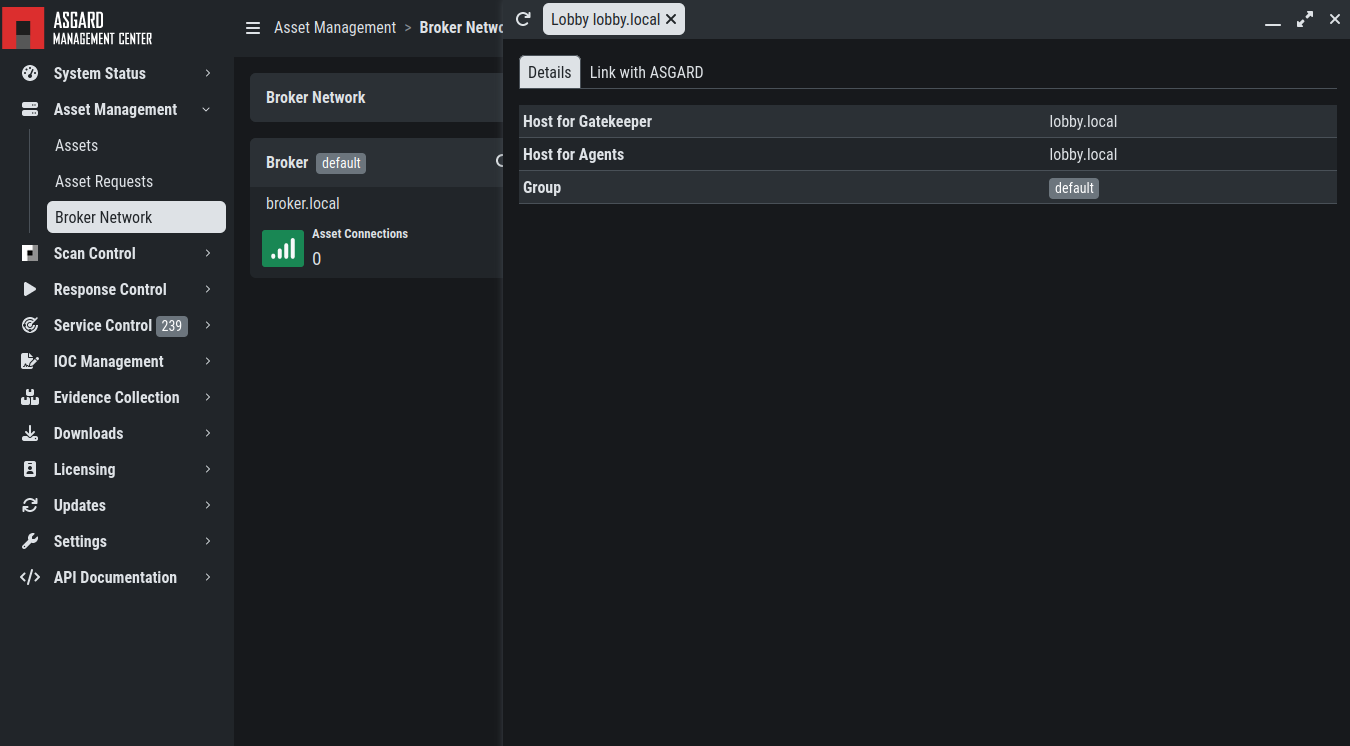 ASGARD
MANAGEMENT CENTER
System Status
Asset Management
Assets
Asset Requests
Broker Network
Scan Control
Response Control
Service Control 239
IOC Management
Evidence Collection
Downloads
Licensing
Updates
Settings
API Documentation
Asset Management > Broker Netwo
Broker Network
Broker default
broker.local
Asset Connections
0
Lobby lobby.local
Details Link with ASGARD
Host for Gatekeeper lobby.local
Host for Agents lobby.local
Group default